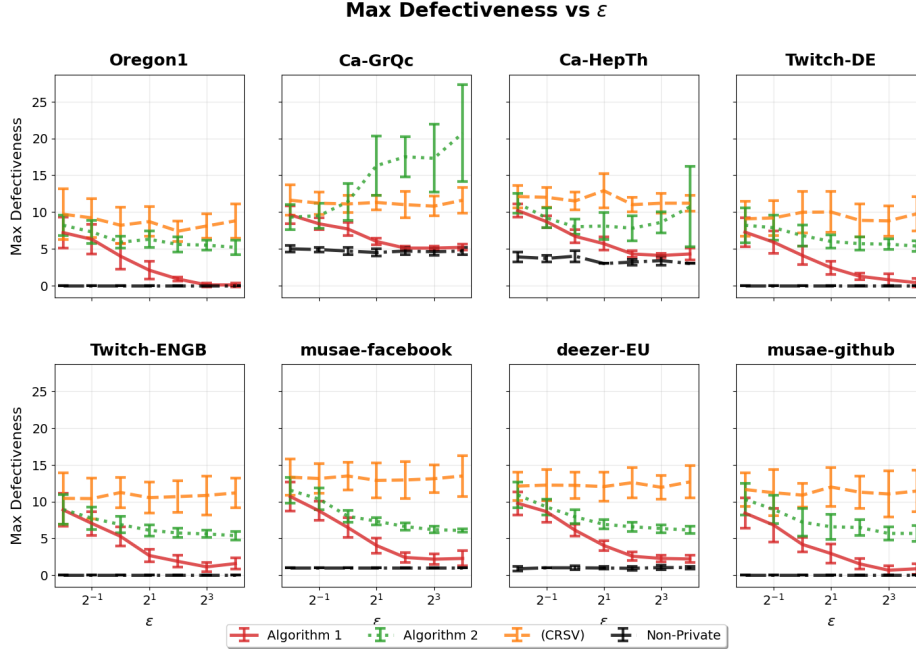 Max Defectiveness vs ε
Oregon1
Ca-GrQc
Ca-HepTh
Twitch-DE
Max Defectiveness
25
20
15
10
5
0
Twitch-ENGB
musae-facebook
deezer-EU
musae-github
Max Defectiveness
25
20
15
10
5
0
2⁻¹ 2¹ 2³
2⁻¹ 2¹ 2³
2⁻¹ 2¹ 2³
2⁻¹ 2¹ 2³
ε
ε
ε
ε
Algorithm 1 Algorithm 2 (CRSV) Non-Private